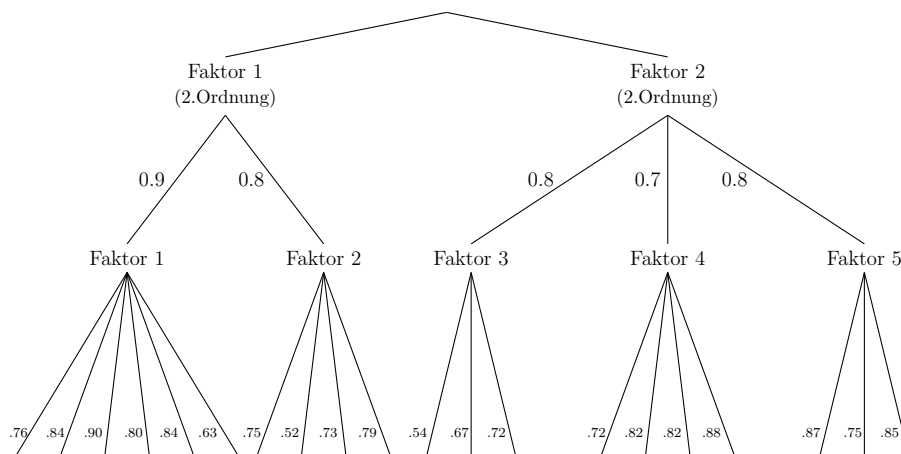 Faktor 1 Faktor 2
(2.Ordnung) (2.Ordnung)
0.9 0.8 0.8 0.7 0.8
Faktor 1 Faktor 2 Faktor 3 Faktor 4 Faktor 5
.76 .84 .90 .80 .84 .63 .75 .52 .73 .79 .54 .67 .72 .72 .82 .82 .88 .87 .75 .85